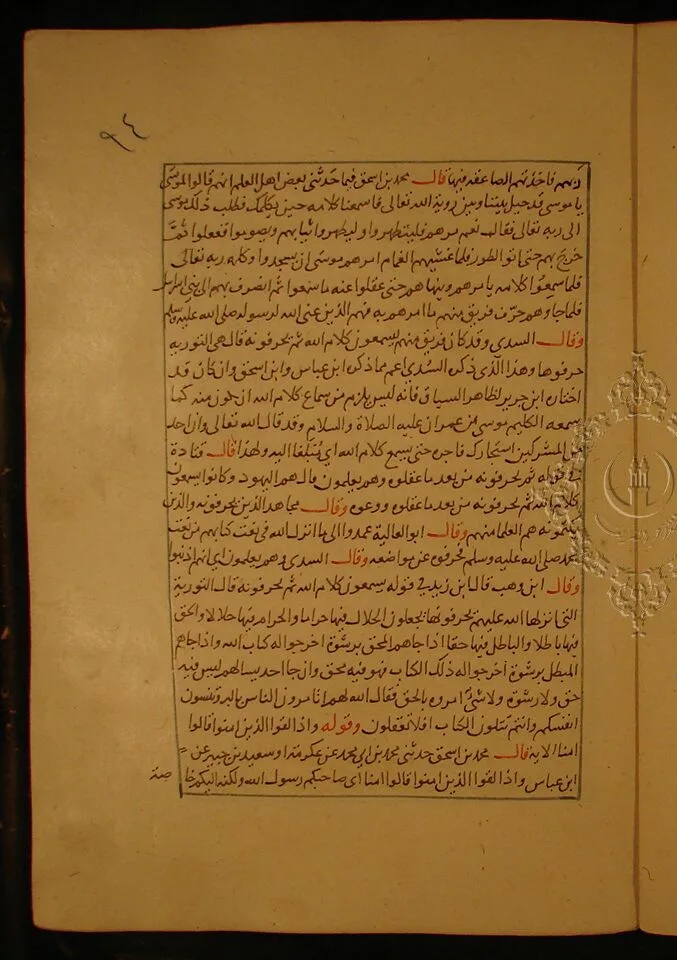 ٩٤
ربهم فاخذتهم الصاعقة فيها قال محمد بن اسحق فيما حدثني بعض اهل العلم انهم قالوا لموسى
يا موسى قد حيل بيننا وبين روية الله تعالى فاسمعنا كلامه حين يكلمك فطلب ذلك موسى
الى ربه تعالى فقال نعم مرهم فليتطهروا وليطهروا ثيابهم ويصوموا ففعلوا ثم
خرج بهم حتى اتوا الطور فلما غشيهم الغمام امرهم موسى ان يسجدوا وكلمه ربه تعالى
فلما سمعوا كلامه يامرهم وينهاهم حتى عقلوا عنه ما سمعوا ثم انصرف بهم الى بني اسرائيل
فلما جاوهم حرف فريق منهم ما امرهم به فهم الذين عنى الله لرسوله صلى الله عليه وسلم
وقال السدي وقد كان فريق منهم يسمعون كلام الله ثم يحرفونه قال هي التورية
حرفوها وهذا الذي ذكره السدي اعم مما ذكره ابن عباس وابن اسحق وان كان قد
اختاره ابن جرير لظاهر السياق فانه ليس يلزم من سماع كلام الله ان يكون منه كما
سمعه الكليم موسى بن عمران عليه الصلاة والسلام وقد قال الله تعالى وان احد
من المشركين استجارك فاجره حتى يسمع كلام الله اي مبلغا اليه ولهذا قال قتادة
في قوله ثم يحرفونه من بعد ما عقلوه وهم يعلمون قال هم اليهود وكانوا يسمعون
كلام الله ثم يحرفونه من بعد ما عقلوه ووعوه وقال مجاهد الذين يحرفونه والذين
يكتمونه هم العلما منهم وقال ابو العالية عمدوا الى ما انزل الله في كتابهم من نعت
محمد صلى الله عليه وسلم فحرفوه عن مواضعه وقال السدي وهم يعلمون اي انهم اذنبوا
وقال ابن وهب قال ابن زيد في قوله يسمعون كلام الله ثم يحرفونه قال التورية
التي انزلها الله عليهم يحرفونها يجعلون الحلال فيها حراما والحرام فيها حلالا والحق
فيها باطلا والباطل فيها حقا اذا جاهم المحق برشوة اخرجوا له كتاب الله واذا جاهم
المبطل برشوة اخرجوا له ذلك الكتاب فهو فيه محق وان جا احد يسالهم ليس فيه
حق ولا رشوة ولا شي امروه بالحق فقال الله لهم اتامرون الناس بالبر وتنسون
انفسكم وانتم تتلون الكتاب افلا تعقلون وقوله واذا لقوا الذين امنوا قالوا
امنا الاية قال محمد بن اسحق حدثني محمد بن ابي محمد عن عكرمة او سعيد بن جبير عن
ابن عباس واذا لقوا الذين امنوا قالوا امنا اي صاحبكم رسول الله ولكنه اليكم خا
صة